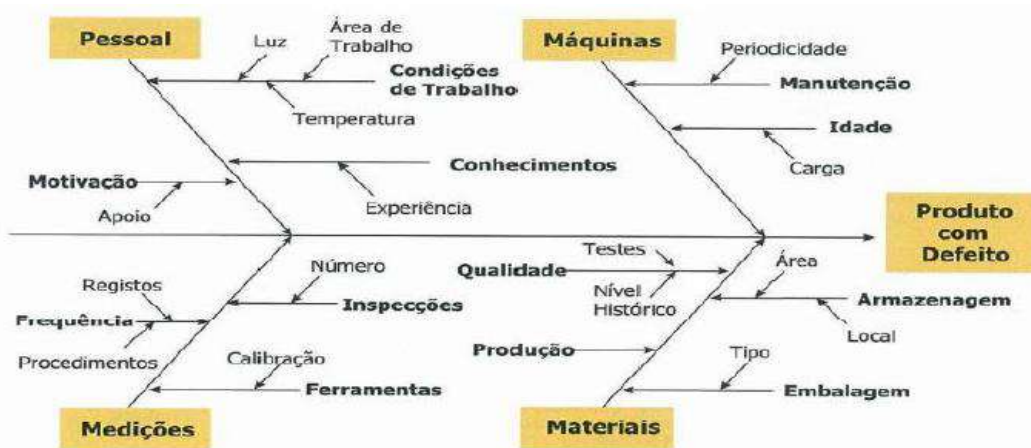 Pessoal
Luz
Área de
Trabalho
Condições
de Trabalho
Temperatura
Conhecimentos
Experiência
Motivação
Apoio
Máquinas
Periodicidade
Manutenção
Idade
Carga
Produto
com
Defeito
Registos
Frequência
Procedimentos
Número
Inspecções
Calibração
Ferramentas
Medições
Testes
Qualidade
Nível
Histórico
Área
Armazenagem
Local
Produção
Tipo
Embalagem
Materiais